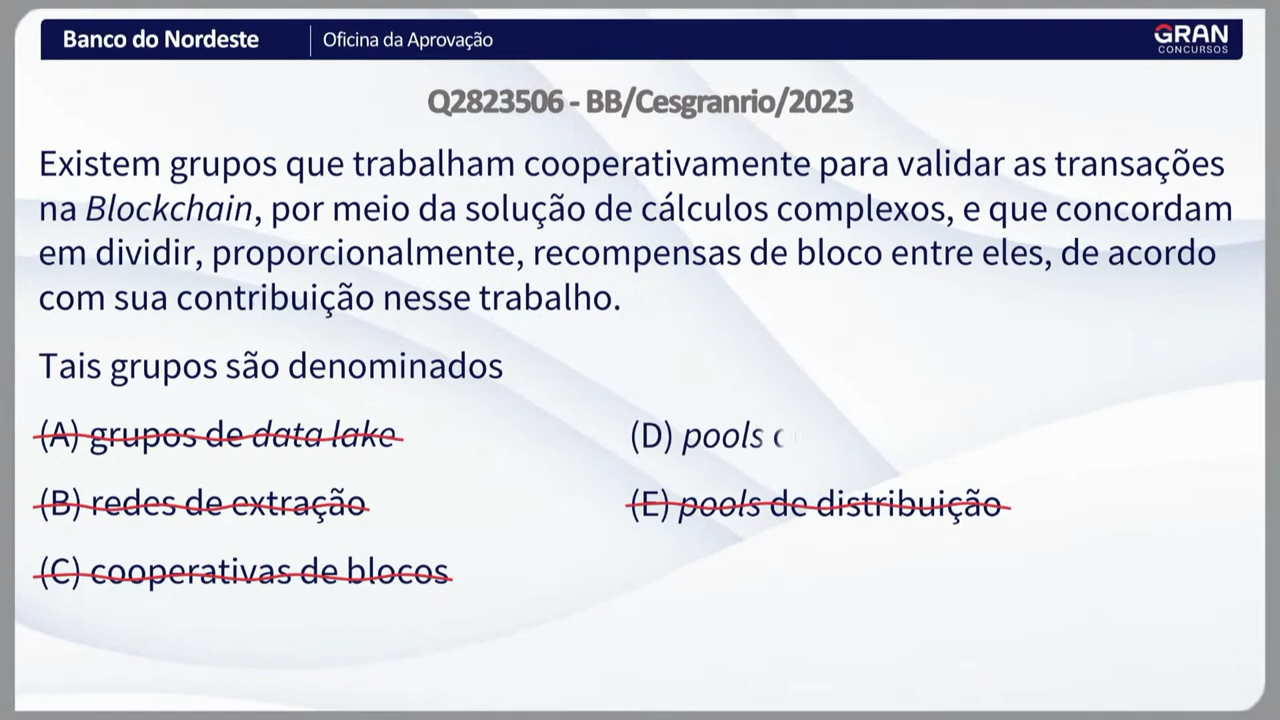 Banco do Nordeste
Oficina da Aprovação
GRAN
CONCURSOS
Q2823506 - BB/Cesgranrio/2023
Existem grupos que trabalham cooperativamente para validar as transações
na Blockchain, por meio da solução de cálculos complexos, e que concordam
em dividir, proporcionalmente, recompensas de bloco entre eles, de acordo
com sua contribuição nesse trabalho.
Tais grupos são denominados
(A) grupos de data lake
(B) redes de extração
(C) cooperativas de blocos
(D) pools
(E) pools de distribuição